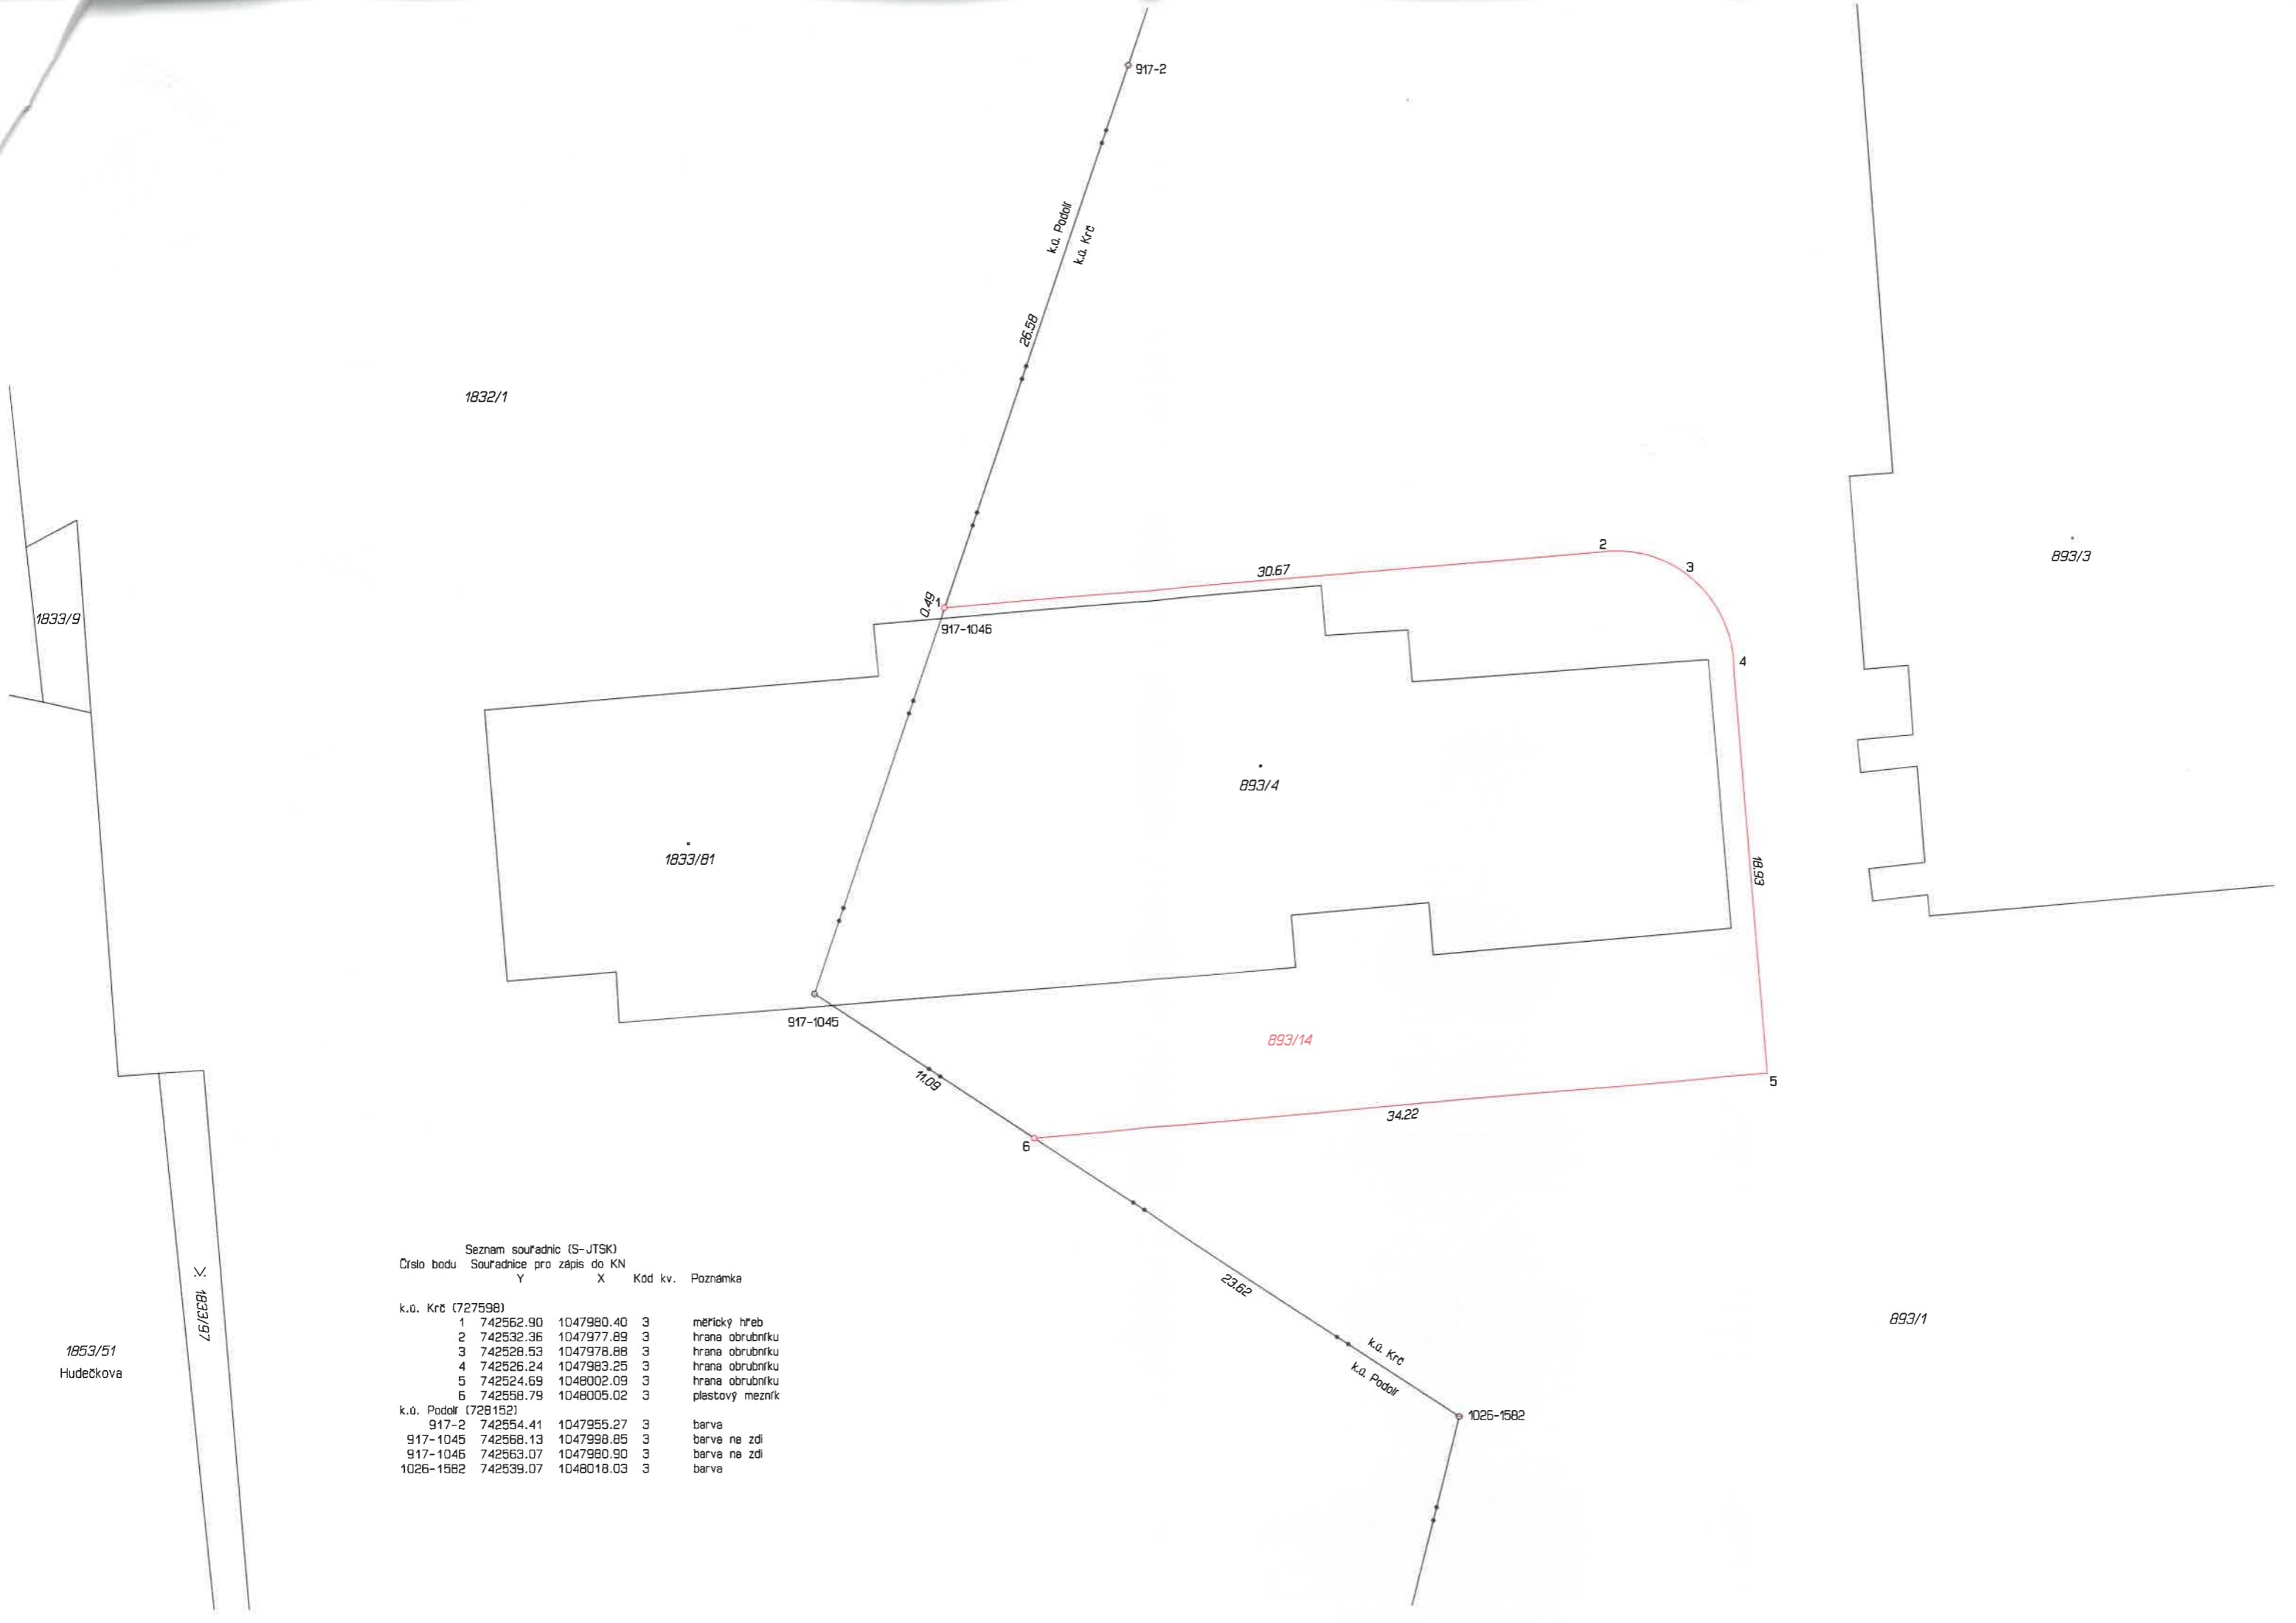 917-2
k.ú. Podolí
k.ú. Krč
26.58
1832/1
2
893/3
3
30.67
0.49
1
1833/9
917-1046
4
893/4
1833/81
18.93
917-1045
893/14
11.09
5
34.22
6
Seznam souřadnic (S-JTSK)
Číslo bodu Souřadnice pro zápis do KN
Y X Kód kv. Poznámka
k.ú. Krč (727598)
1 742562.90 1047980.40 3 měřický hřeb
2 742532.36 1047977.89 3 hrana obrubníku
3 742528.53 1047978.88 3 hrana obrubníku
4 742526.24 1047983.25 3 hrana obrubníku
5 742524.69 1048002.09 3 hrana obrubníku
6 742558.79 1048005.02 3 plastový mezník
k.ú. Podolí (728152)
917-2 742554.41 1047955.27 3 barva
917-1045 742568.13 1047998.85 3 barva na zdi
917-1046 742563.07 1047980.90 3 barva na zdi
1026-1582 742539.07 1048018.03 3 barva
23.62
1833/97
893/1
k.ú. Krč
k.ú. Podolí
1853/51
Hudečkova
1026-1582